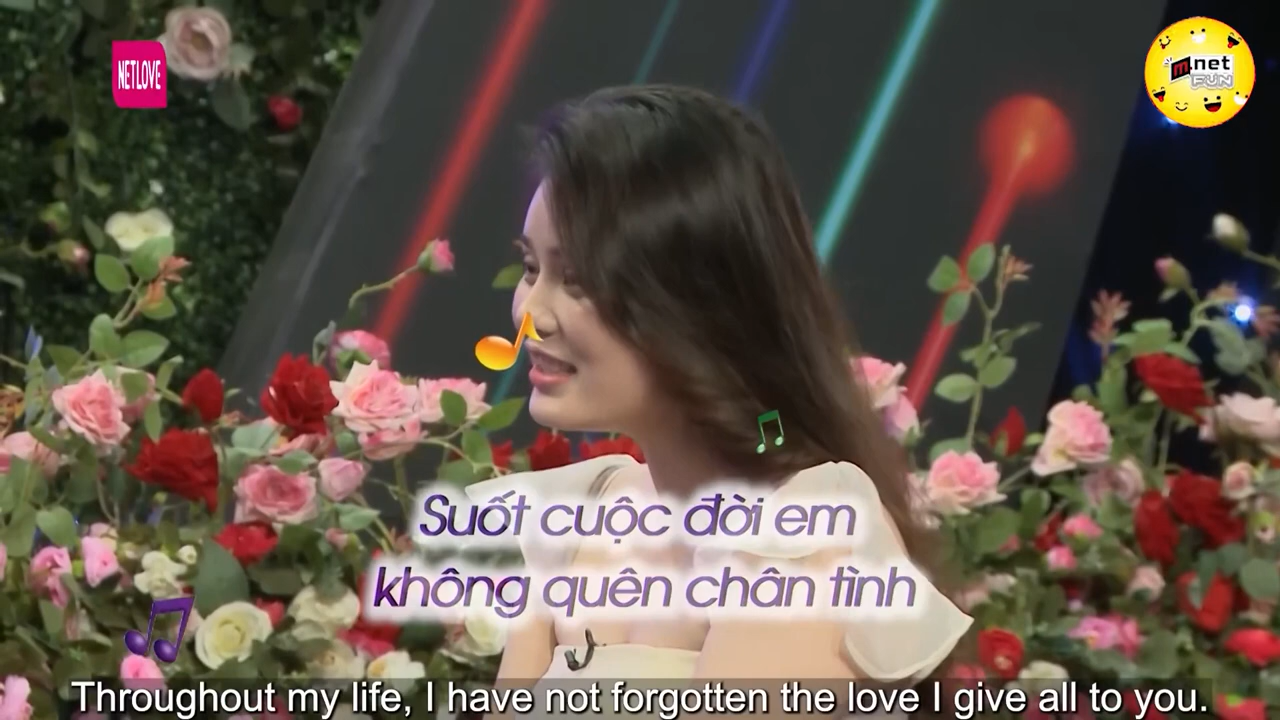 NETLOVE
m.net
FUN
Suốt cuộc đời em
không quên chân tình
Throughout my life, I have not forgotten the love I give all to you.